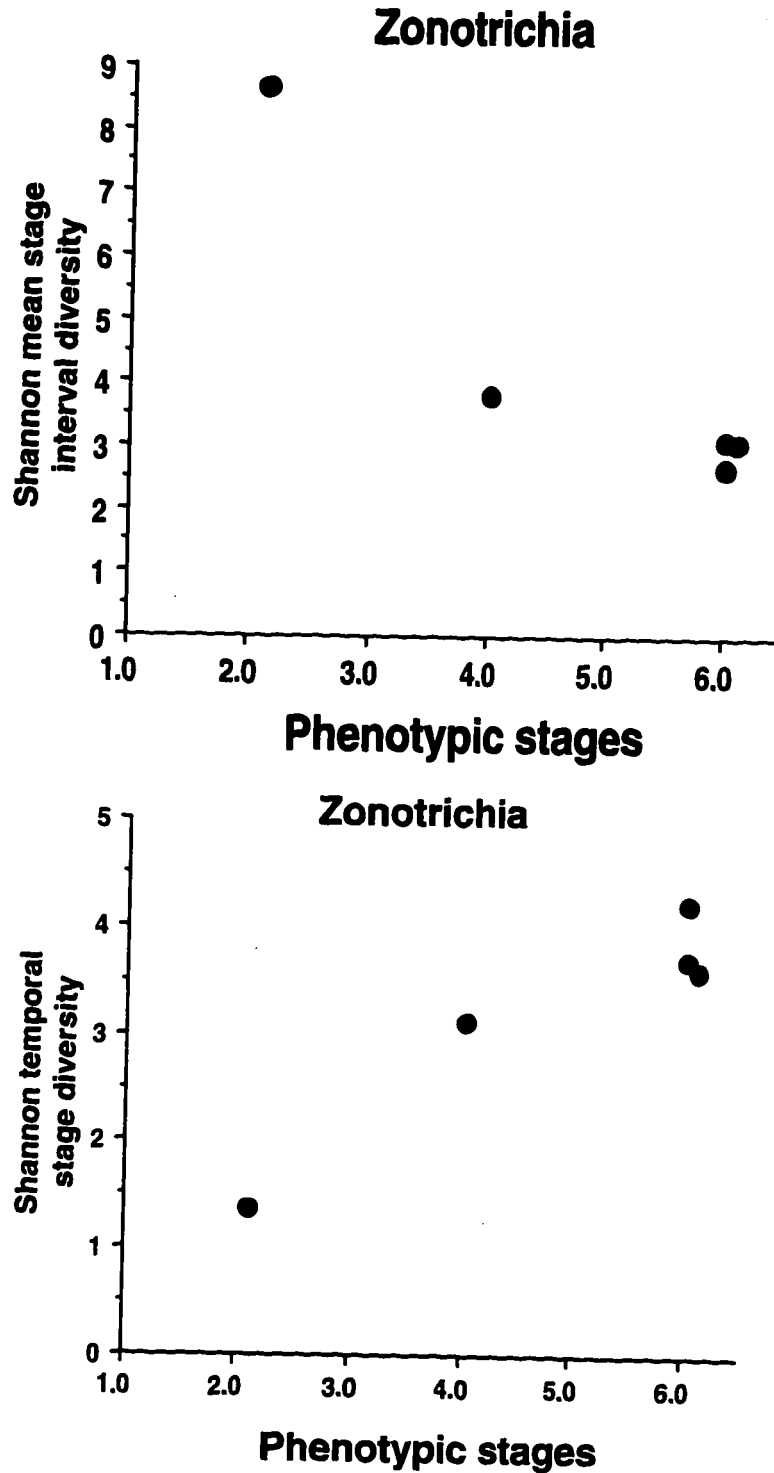 Zonotrichia
9
8
7
6
5
4
3
2
1
0
Shannon mean stage
interval diversity
1.0 2.0 3.0 4.0 5.0 6.0
Phenotypic stages
Zonotrichia
5
4
3
2
1
0
Shannon temporal
stage diversity
1.0 2.0 3.0 4.0 5.0 6.0
Phenotypic stages